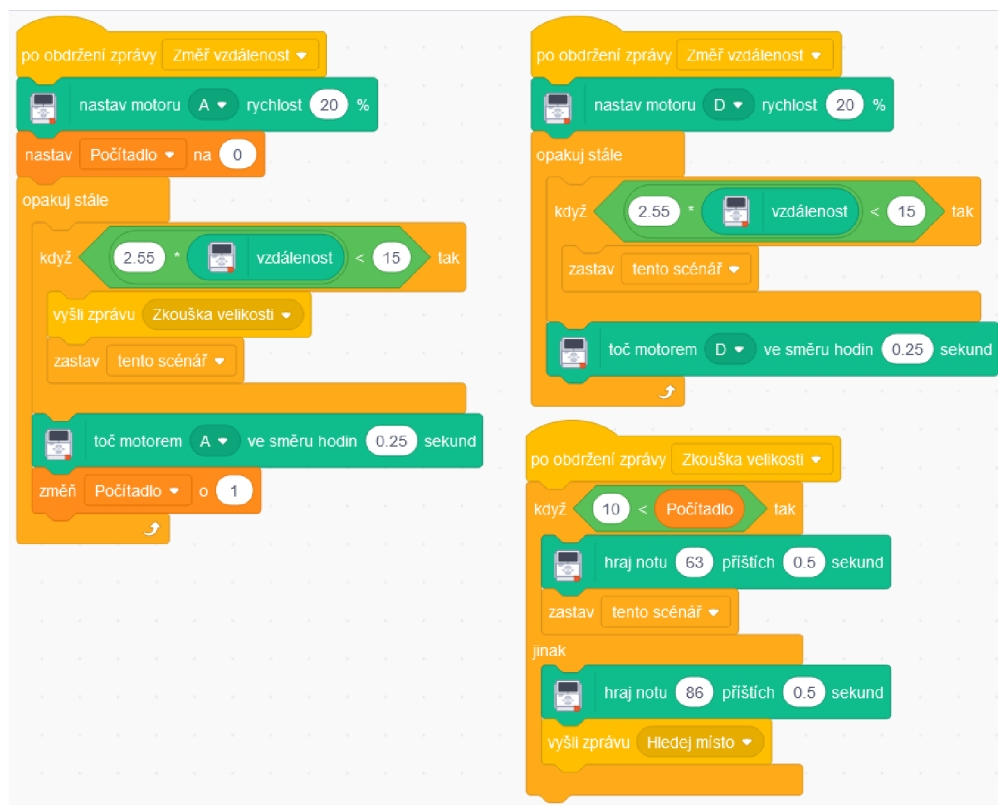 po obdržení zprávy Změř vzdálenost
nastav motoru A rychlost 20 %
nastav Počítadlo na 0
opakuj stále
když 2.55 * vzdálenost < 15 tak
vyšli zprávu Zkouška velikosti
zastav tento scénář
toč motorem A ve směru hodin 0.25 sekund
změň Počítadlo o 1
po obdržení zprávy Změř vzdálenost
nastav motoru D rychlost 20 %
opakuj stále
když 2.55 * vzdálenost < 15 tak
zastav tento scénář
toč motorem D ve směru hodin 0.25 sekund
po obdržení zprávy Zkouška velikosti
když 10 < Počítadlo tak
hraj notu 63 příštích 0.5 sekund
zastav tento scénář
jinak
hraj notu 86 příštích 0.5 sekund
vyšli zprávu Hledej místo